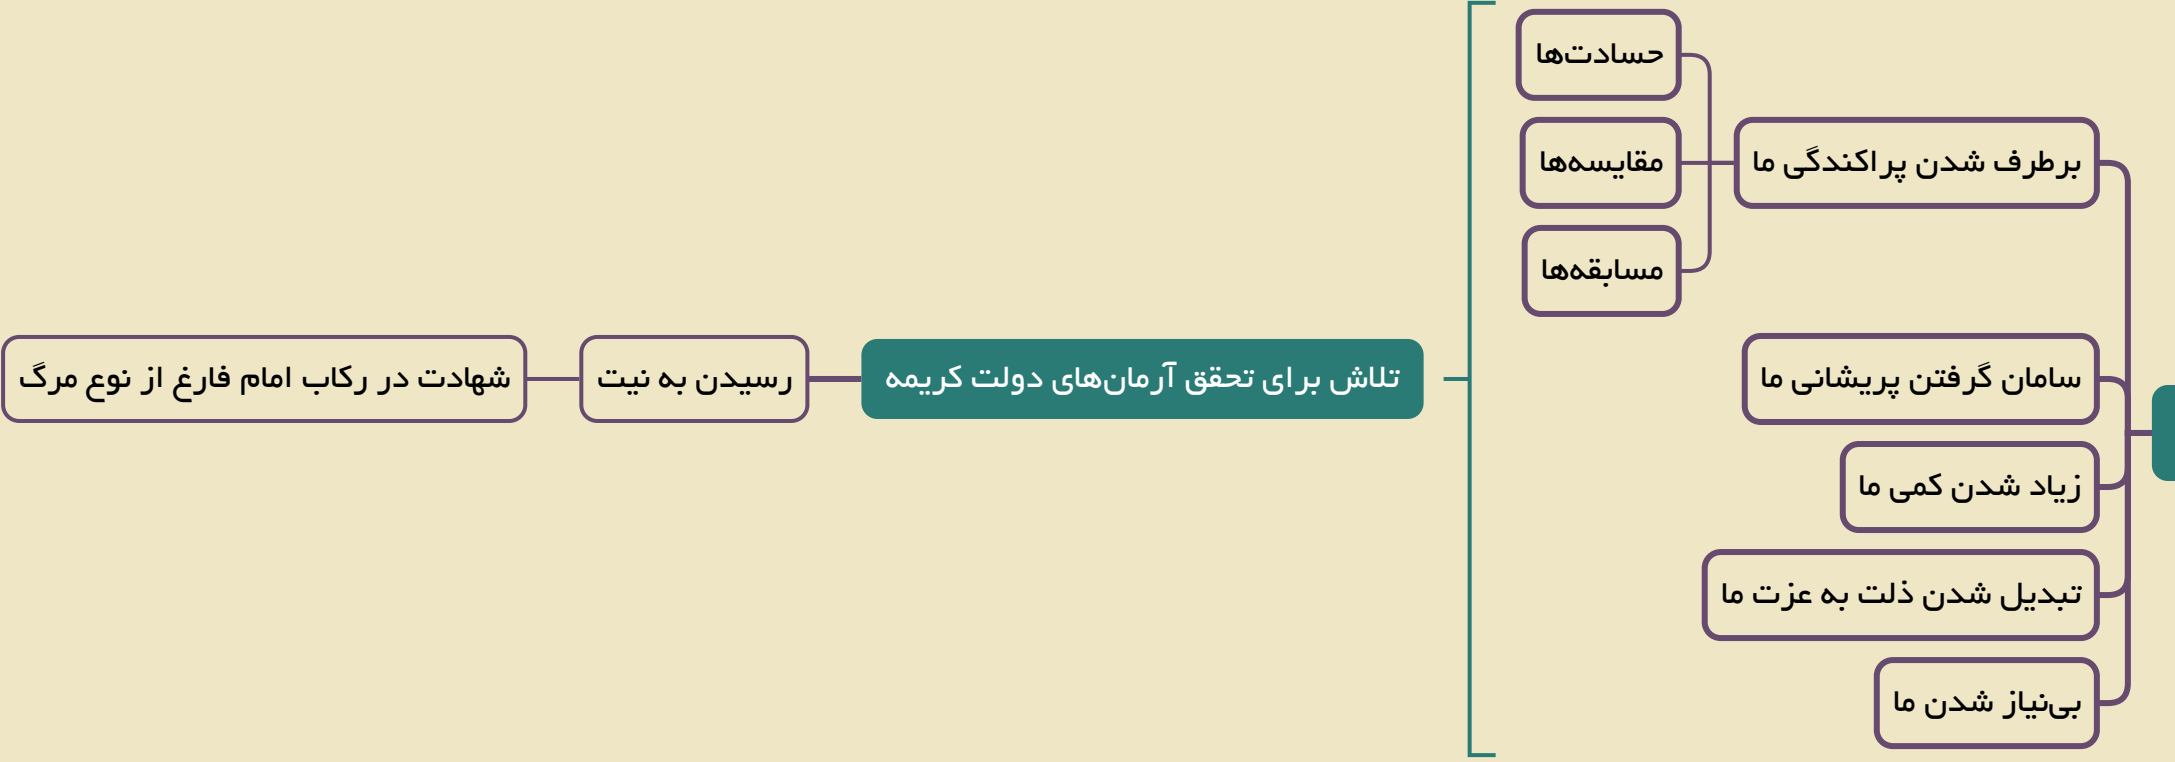 برطرف شدن پراکندگی ما
حسادت‌ها
مقایسه‌ها
مسابقه‌ها
سامان گرفتن پریشانی ما
زیاد شدن کمی ما
تبدیل شدن ذلت به عزت ما
بی‌نیاز شدن ما
تلاش برای تحقق آرمان‌های دولت کریمه
رسیدن به نیت
شهادت در رکاب امام فارغ از نوع مرگ